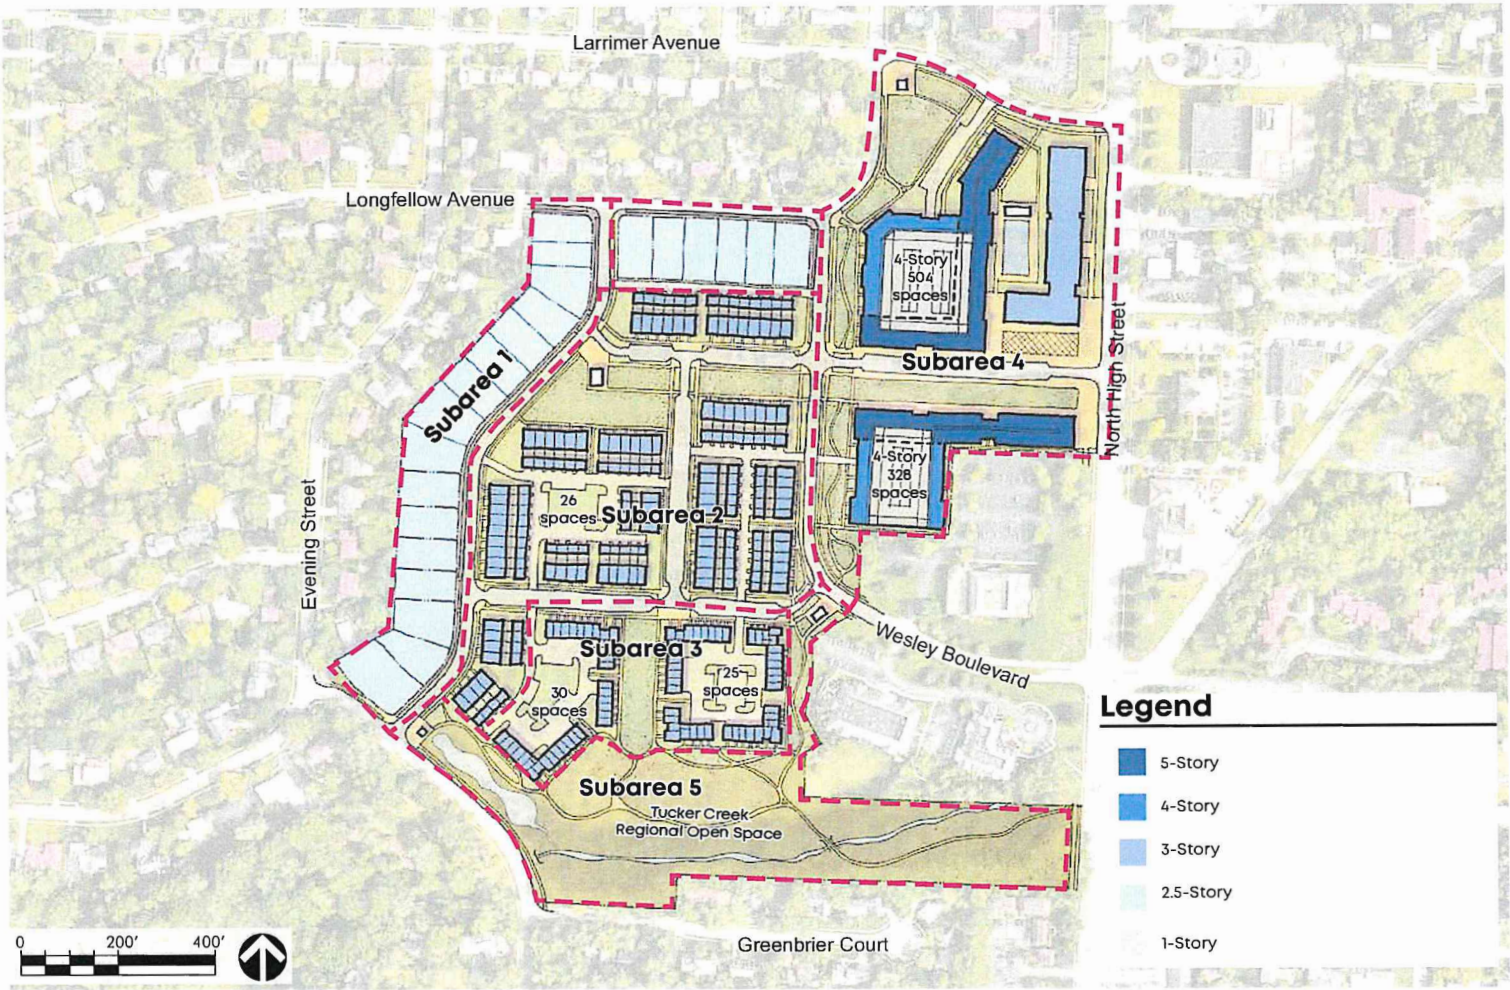 Larrimer Avenue
Longfellow Avenue
4-Story
504
spaces
Subarea 4
North High Street
Subarea 1
4-Story
328
spaces
Evening Street
26
spaces
Subarea 2
Subarea 3
Wesley Boulevard
25
spaces
30
spaces
Subarea 5
Tucker Creek
Regional Open Space
Greenbrier Court
Legend
5-Story
4-Story
3-Story
2.5-Story
1-Story
0 200' 400'